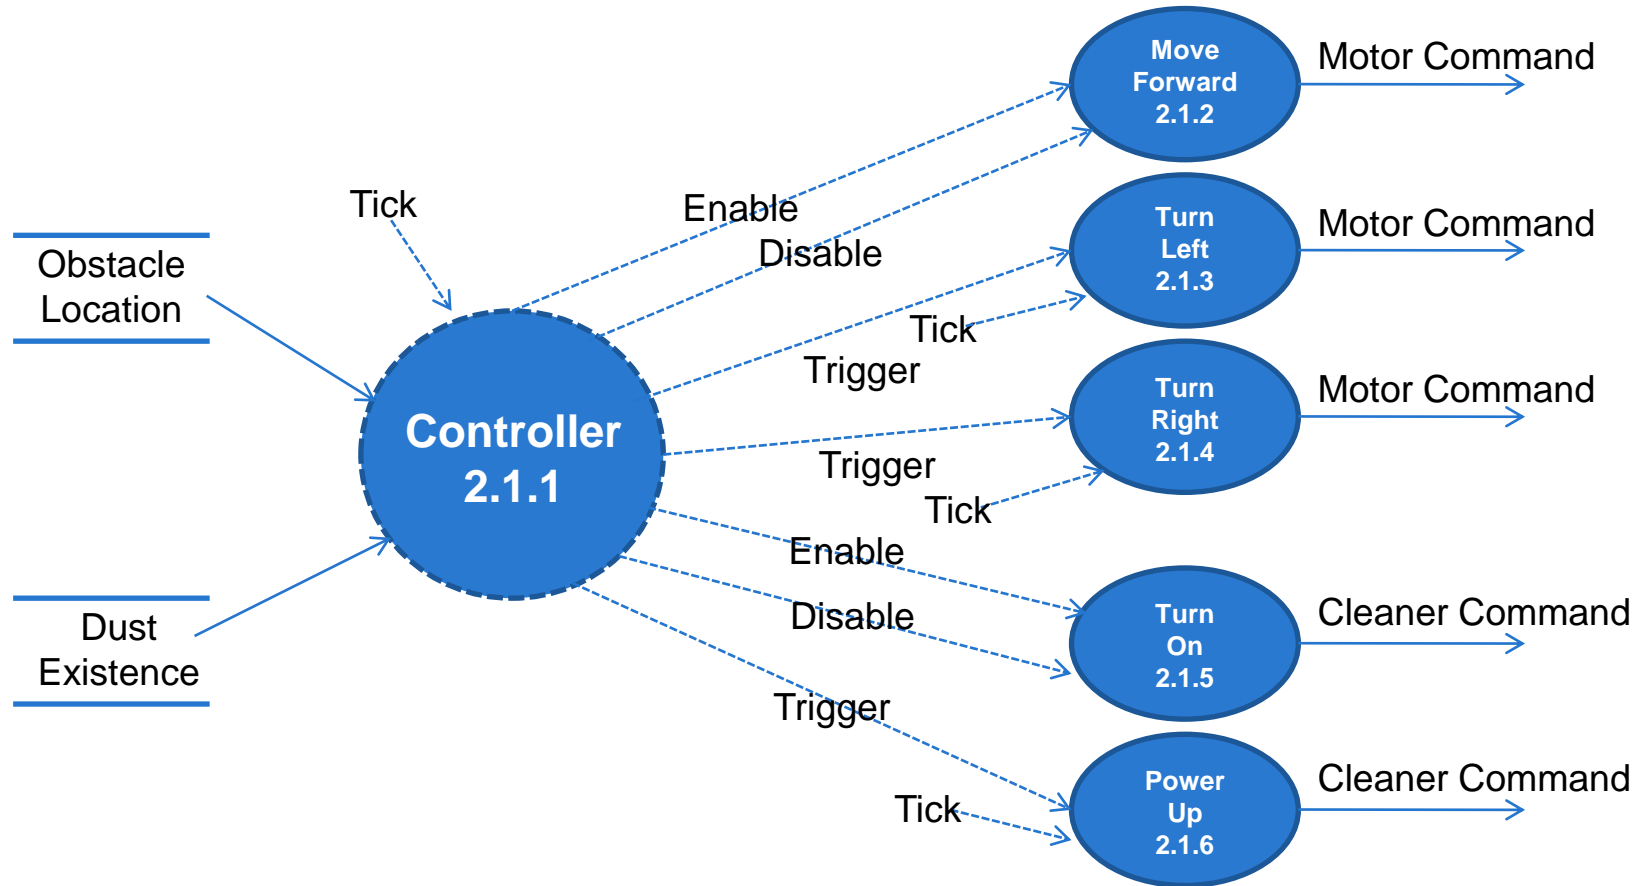 Move
Forward
2.1.2
Motor Command
Tick
Enable
Disable
Turn
Left
2.1.3
Motor Command
Obstacle
Location
Tick
Trigger
Turn
Right
2.1.4
Motor Command
Controller
2.1.1
Trigger
Tick
Enable
Disable
Turn
On
2.1.5
Cleaner Command
Dust
Existence
Trigger
Tick
Power
Up
2.1.6
Cleaner Command